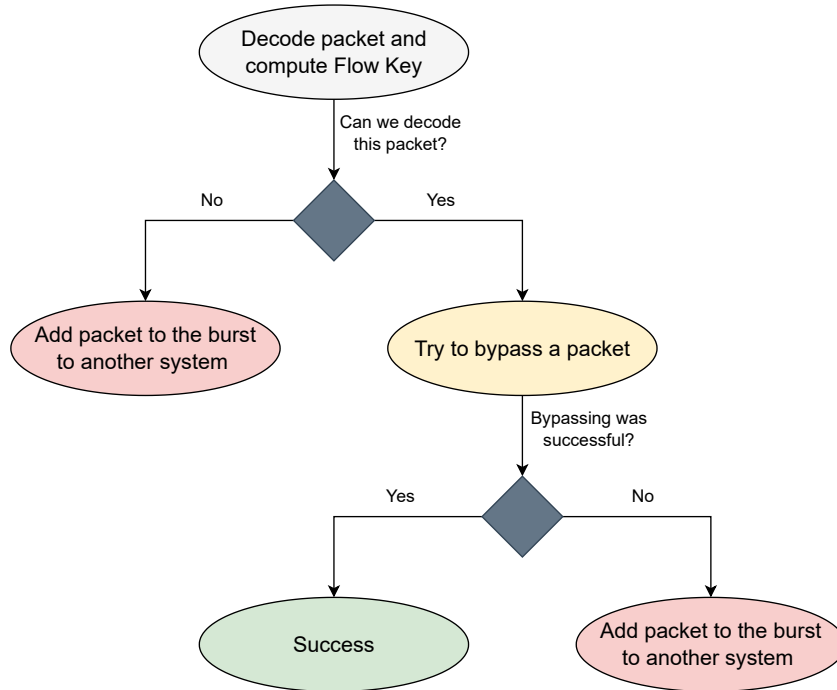 Decode packet and
compute Flow Key
Can we decode
this packet?
No
Yes
Add packet to the burst
to another system
Try to bypass a packet
Bypassing was
successful?
Yes
No
Success
Add packet to the burst
to another system